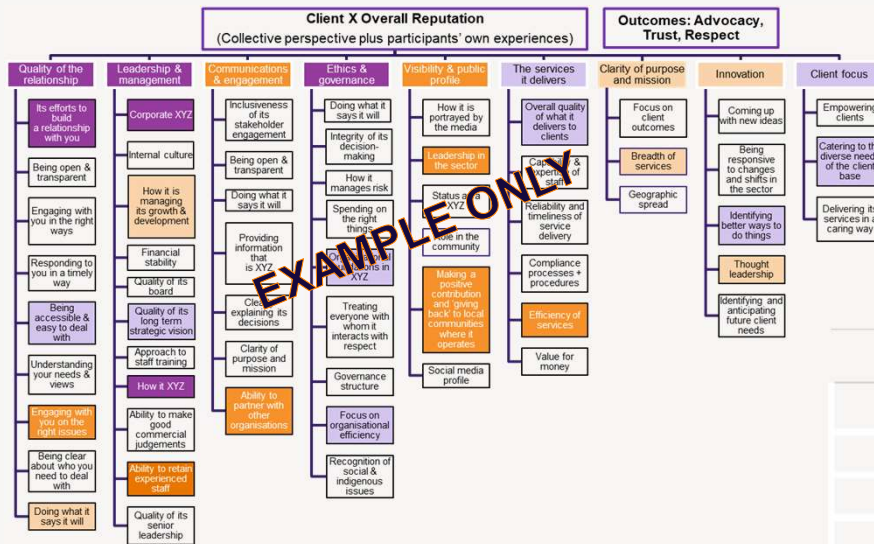 Client X Overall Reputation
(Collective perspective plus participants' own experiences)
Outcomes: Advocacy,
Trust, Respect
Quality of the
relationship
Its efforts to
build
a relationship
with you
Being open &
transparent
Engaging with
you in the right
ways
Responding to
you in a timely
way
Being
accessible &
easy to deal
with
Understanding
your needs &
views
Engaging with
you on the
right issues
Being clear
about who you
need to deal
with
Doing what it
says it will
Leadership &
management
Corporate XYZ
Internal culture
How it is
managing
its growth &
development
Financial
stability
Quality of its
board
Quality of its
long term
strategic vision
Approach to
staff training
How it XYZ
Ability to make
good
commercial
judgements
Ability to retain
experienced
staff
Quality of its
senior
leadership
Communications
& engagement
Inclusiveness
of its
stakeholder
engagement
Being open &
transparent
Doing what it
says it will
Providing
information
that
is XYZ
explaining its
decisions
Clarity of
purpose and
mission
Ability to
partner with
other
organisations
Ethics &
governance
Doing what it
says it will
Integrity of its
decision-
making
How it
manages risk
Spending on
the right
things
in
XYZ
Treating
everyone with
whom it
interacts with
respect
Governance
structure
Focus on
organisational
efficiency
Recognition of
social &
indigenous
issues
Visibility & public
profile
How it is
portrayed by
the media
Leadership in
the sector
Status as a
XYZ
Role in the
community
Making a
positive
contribution
and 'giving
back' to local
communities
where it
operates
Social media
profile
The services
it delivers
Overall quality
of what it
delivers to
clients
Capability &
expertise of
staff
Reliability and
timeliness of
service
delivery
Compliance
processes +
procedures
Efficiency of
services
Value for
money
Clarity of purpose
and mission
Focus on
client
outcomes
Breadth of
services
Geographic
spread
Innovation
Coming up
with new ideas
Being
responsive to
changes and
shifts in
the sector
Identifying
better ways to
do things
Thought
leadership
Identifying and
anticipating
future client
needs
Client focus
Empowering
clients
Catering to the
diverse needs
of the client
base
Delivering its
services in a
caring way
EXAMPLE ONLY